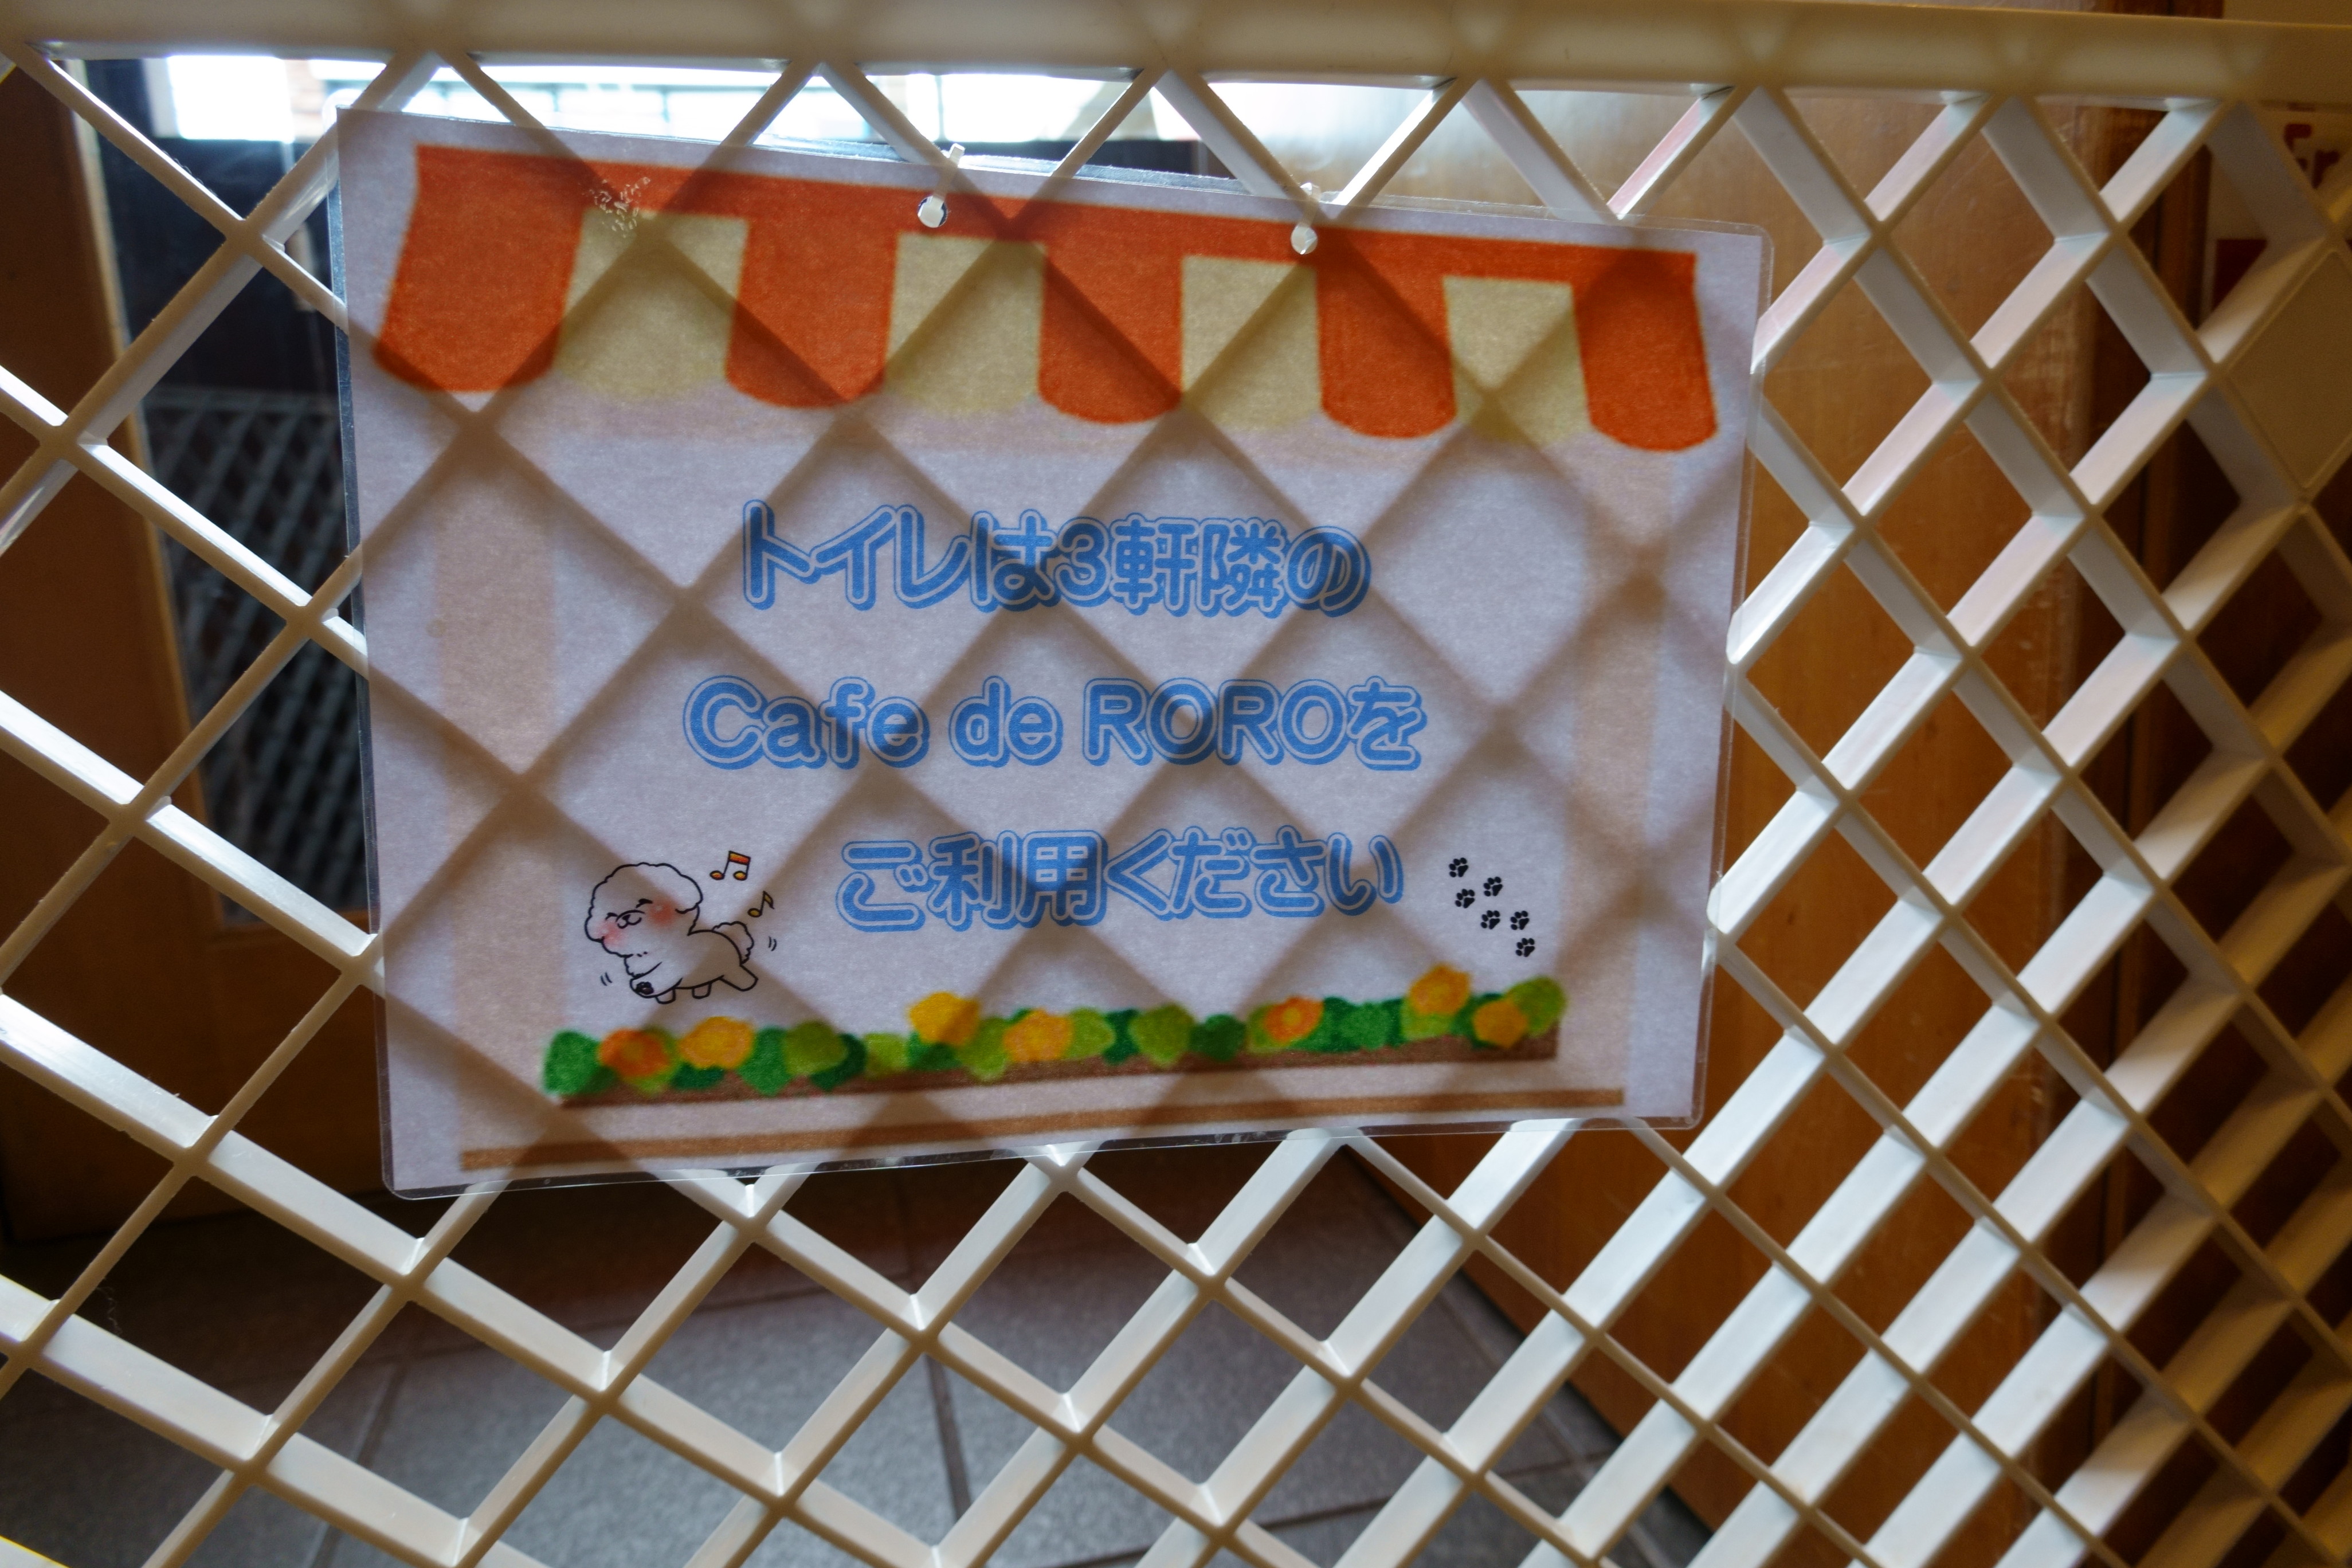 トイレは3軒隣の
Cafe de ROROを
ご利用ください